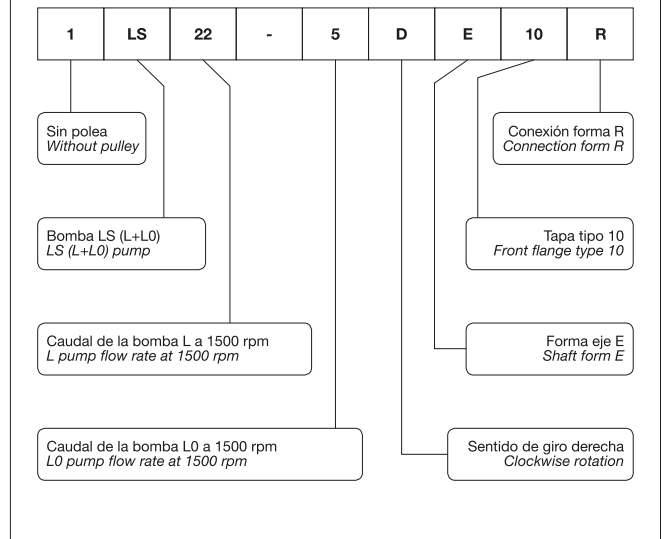 1 LS 22 - 5 D E 10 R
Sin polea
Without pulley
Conexión forma R
Connection form R
Bomba LS (L+L0)
LS (L+L0) pump
Tapa tipo 10
Front flange type 10
Caudal de la bomba L a 1500 rpm
L pump flow rate at 1500 rpm
Forma eje E
Shaft form E
Caudal de la bomba L0 a 1500 rpm
L0 pump flow rate at 1500 rpm
Sentido de giro derecha
Clockwise rotation